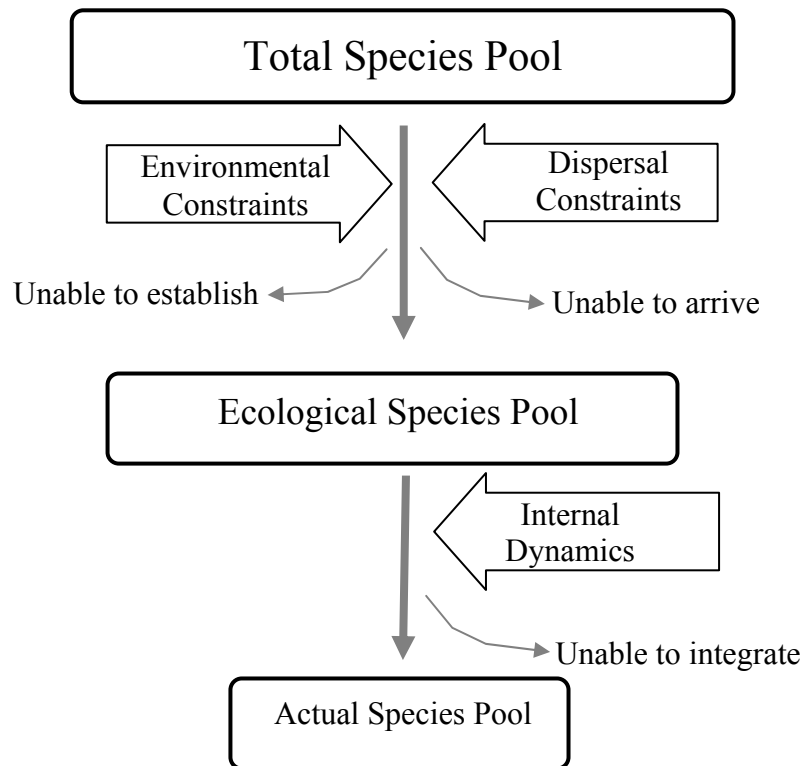 Total Species Pool
Environmental
Constraints
Dispersal
Constraints
Unable to establish
Unable to arrive
Ecological Species Pool
Internal
Dynamics
Unable to integrate
Actual Species Pool